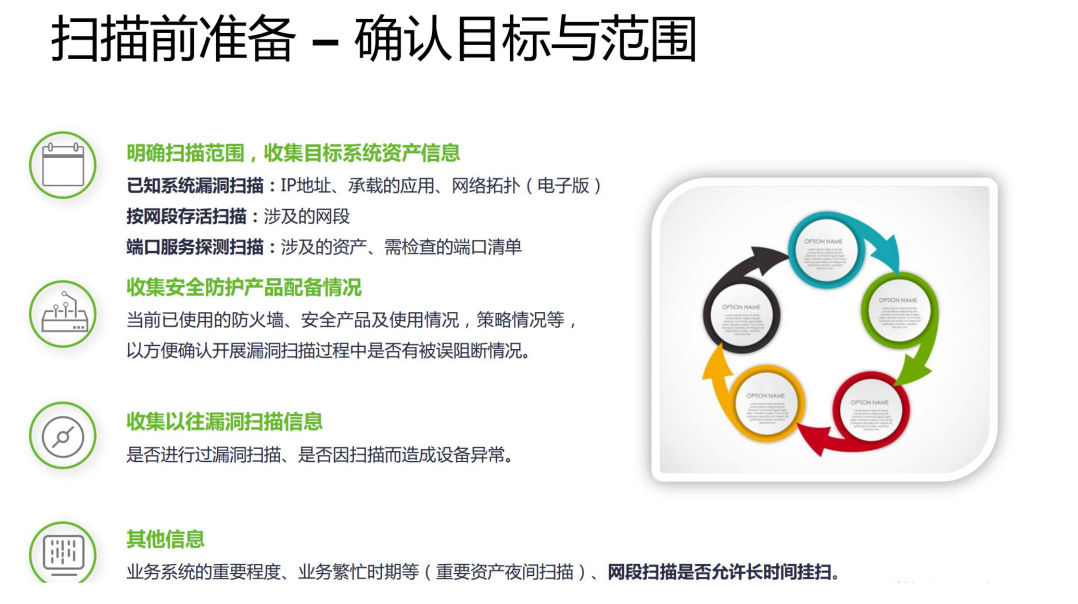 扫描前准备 – 确认目标与范围
明确扫描范围，收集目标系统资产信息
已知系统漏洞扫描：IP地址、承载的应用、网络拓扑（电子版）
按网段存活扫描：涉及的网段
端口服务探测扫描：涉及的资产、需检查的端口清单
收集安全防护产品配备情况
当前已使用的防火墙、安全产品及使用情况，策略情况等，
以方便确认开展漏洞扫描过程中是否有被误阻断情况。
收集以往漏洞扫描信息
是否进行过漏洞扫描、是否因扫描而造成设备异常。
其他信息
业务系统的重要程度、业务繁忙时期等（重要资产夜间扫描）、网段扫描是否允许长时间挂扫。
OPTION NAME
OPTION NAME
OPTION NAME
OPTION NAME
OPTION NAME